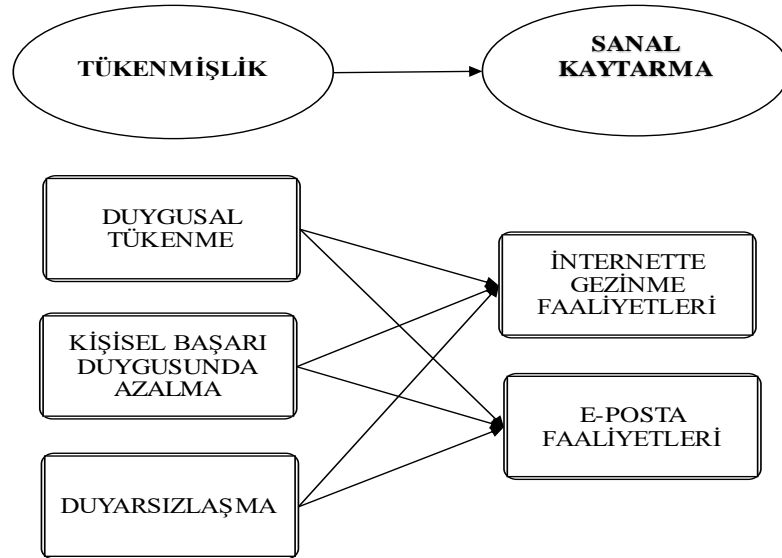 TÜKENMİŞLİK
SANAL
KAYTARMA
DUYGUSAL
TÜKENME
KİŞİSEL BAŞARI
DUYGUSUNDA
AZALMA
DUYARSIZLAŞMA
İNTERNETTE
GEZİNME
FAALİYETLERİ
E-POSTA
FAALİYETLERİ